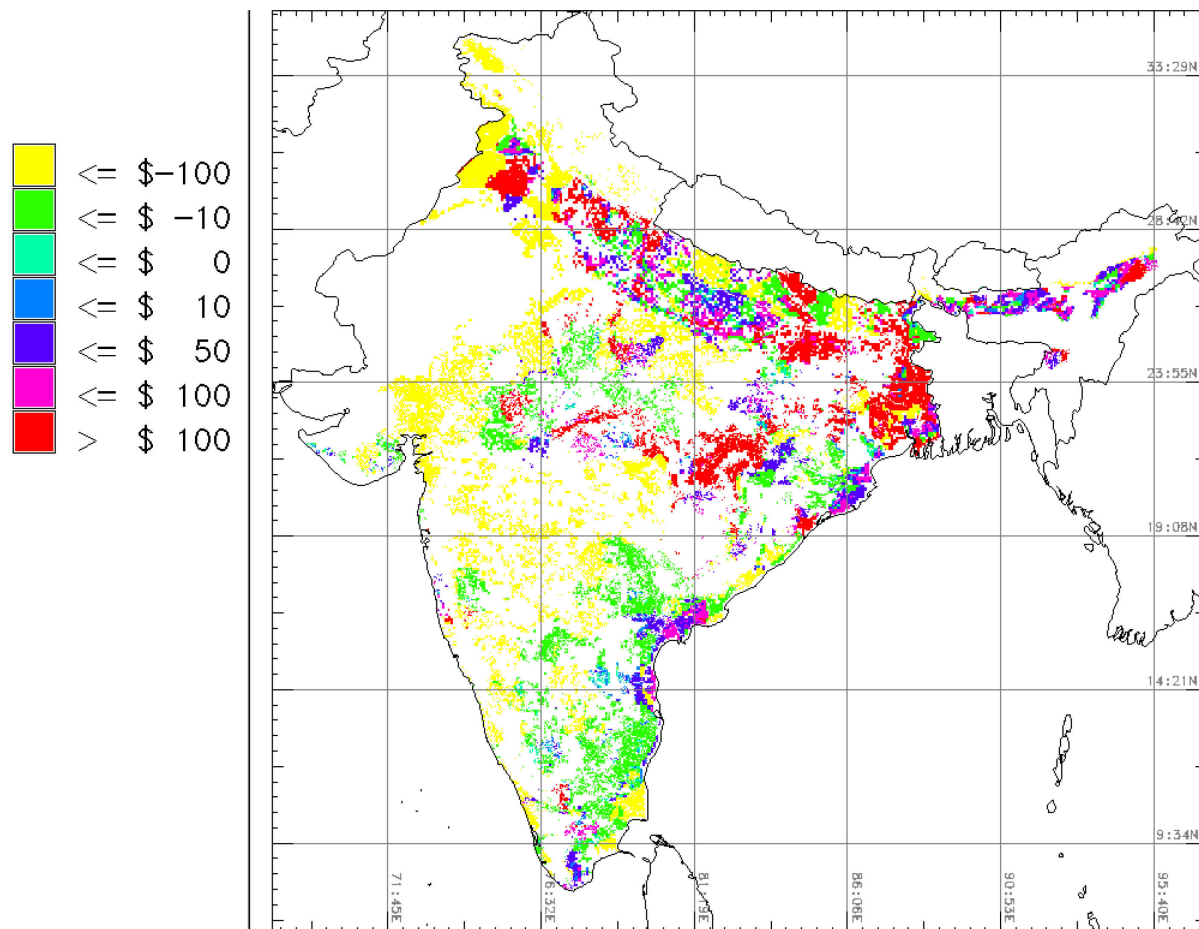 <= $-100
<= $ -10
<= $ 0
<= $ 10
<= $ 50
<= $ 100
> $ 100
33:29N
28:42N
23:55N
19:08N
14:21N
9:34N
71:45E
76:32E
81:19E
86:06E
90:53E
95:40E